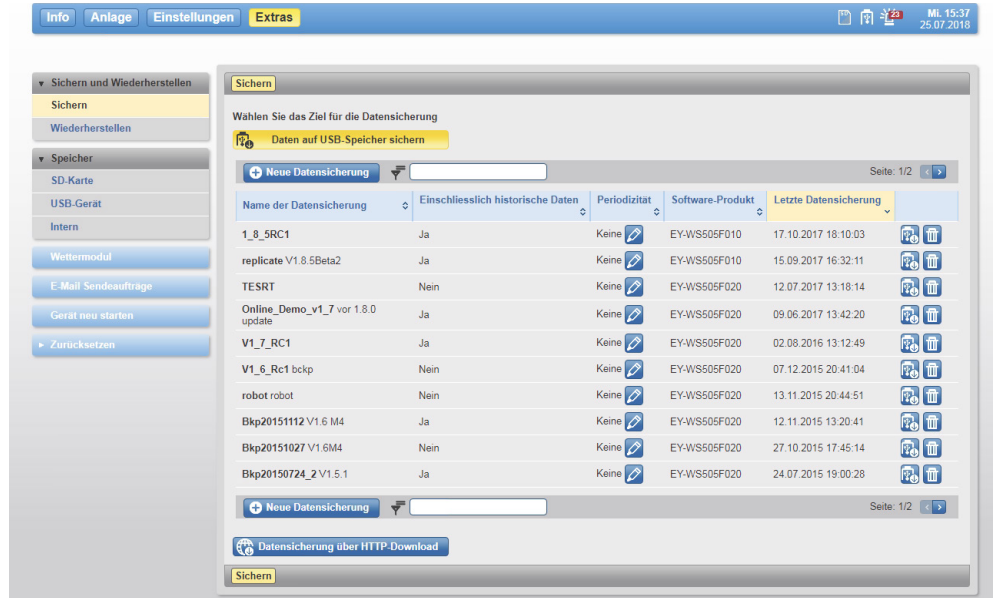 Info Anlage Einstellungen Extras 23 Mi. 15:37
25.07.2018
Sichern und Wiederherstellen
Sichern
Wiederherstellen
Speicher
SD-Karte
USB-Gerät
Intern
Wettermodul
E-Mail Sendeaufträge
Gerät neu starten
Zurücksetzen
Sichern
Wählen Sie das Ziel für die Datensicherung
Daten auf USB-Speicher sichern
Neue Datensicherung Seite: 1/2
Name der Datensicherung Einschliesslich historische Daten Periodizität Software-Produkt Letzte Datensicherung
1_8_5RC1 Ja Keine EY-WS505F010 17.10.2017 18:10:03
replicate V1.8.5Beta2 Ja Keine EY-WS505F010 15.09.2017 16:32:11
TESRT Nein Keine EY-WS505F020 12.07.2017 13:18:14
Online_Demo_v1_7 vor 1.8.0
update Ja Keine EY-WS505F020 09.06.2017 13:42:20
V1_7_RC1 Ja Keine EY-WS505F020 02.08.2016 13:12:49
V1_6_Rc1 bckp Nein Keine EY-WS505F020 07.12.2015 20:41:04
robot robot Nein Keine EY-WS505F020 13.11.2015 20:44:51
Bkp20151112 V1.6 M4 Ja Keine EY-WS505F020 12.11.2015 13:20:41
Bkp20151027 V1.6M4 Nein Keine EY-WS505F020 27.10.2015 17:45:14
Bkp20150724_2 V1.5.1 Ja Keine EY-WS505F020 24.07.2015 19:00:28
Neue Datensicherung Seite: 1/2
Datensicherung über HTTP-Download
Sichern